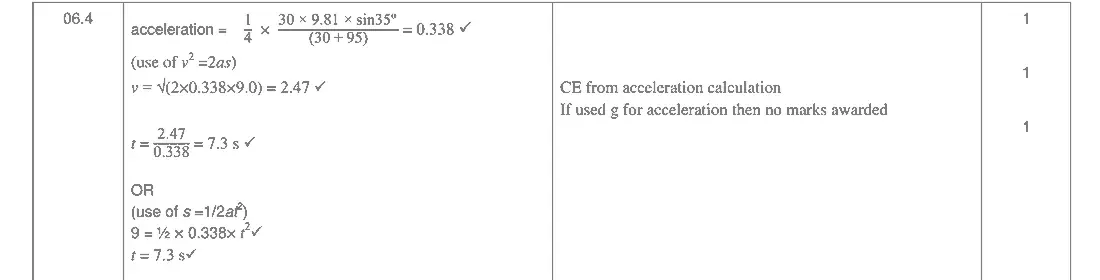 06.4
acceleration = 1/4 × (30 × 9.81 × sin35º)/(30 + 95) = 0.338 ✓
1
(use of v² =2as)
v = √(2×0.338×9.0) = 2.47 ✓
1
CE from acceleration calculation
If used g for acceleration then no marks awarded
t = 2.47/0.338 = 7.3 s ✓
1
OR
(use of s =1/2at²)
9 = ½ × 0.338× t²✓
t = 7.3 s✓